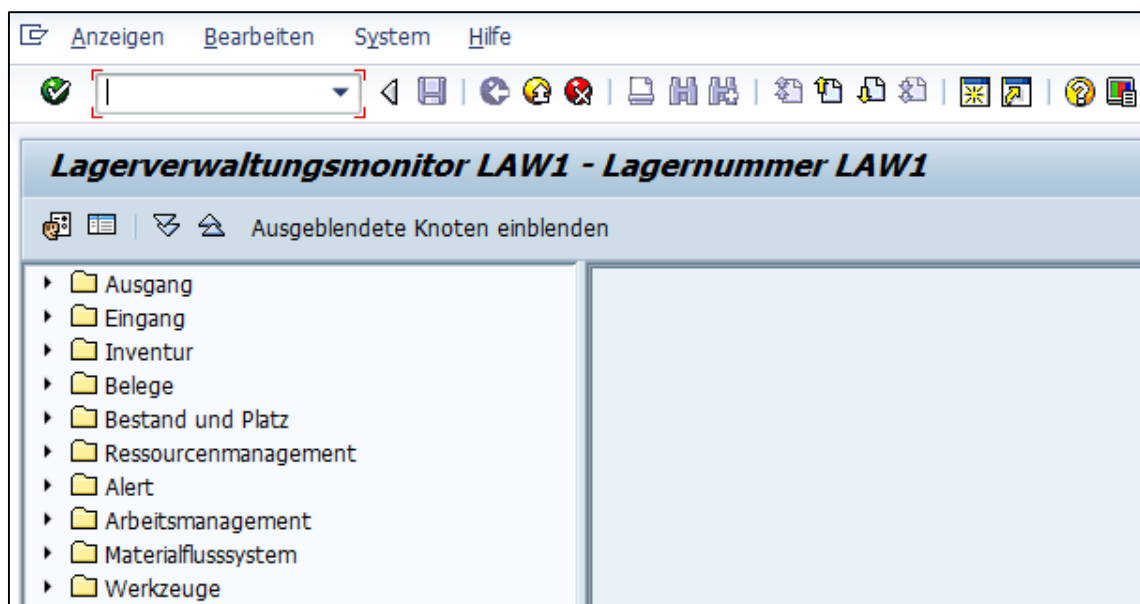 Anzeigen Bearbeiten System Hilfe
Lagerverwaltungsmonitor LAW1 - Lagernummer LAW1
Ausgeblendete Knoten einblenden
Ausgang
Eingang
Inventur
Belege
Bestand und Platz
Ressourcenmanagement
Alert
Arbeitsmanagement
Materialflusssystem
Werkzeuge